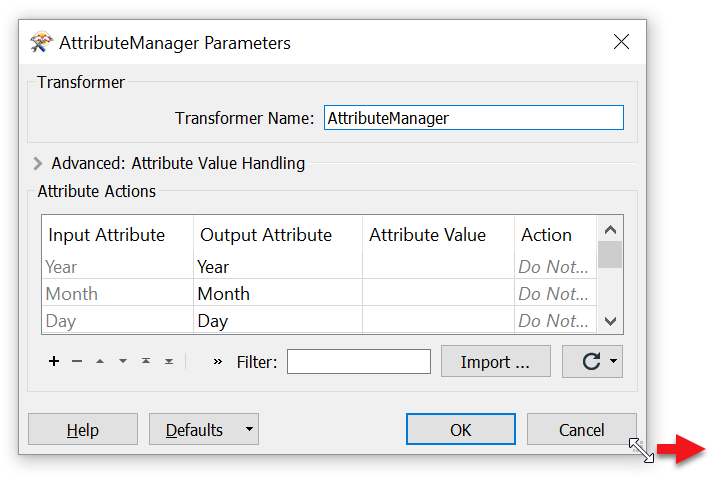 AttributeManager Parameters
Transformer
Transformer Name: AttributeManager
Advanced: Attribute Value Handling
Attribute Actions
Input Attribute Output Attribute Attribute Value Action
Year Year Do Not...
Month Month Do Not...
Day Day Do Not...
» Filter: Import ...
Help Defaults OK Cancel